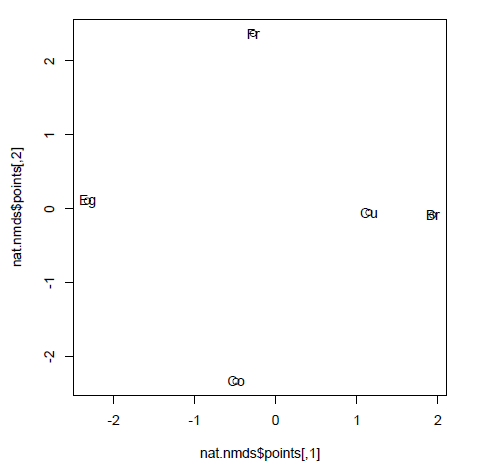 Fr
Eg
Cu
Br
Co
2
1
0
-1
-2
nat.nmds$points[,2]
-2 -1 0 1 2
nat.nmds$points[,1]